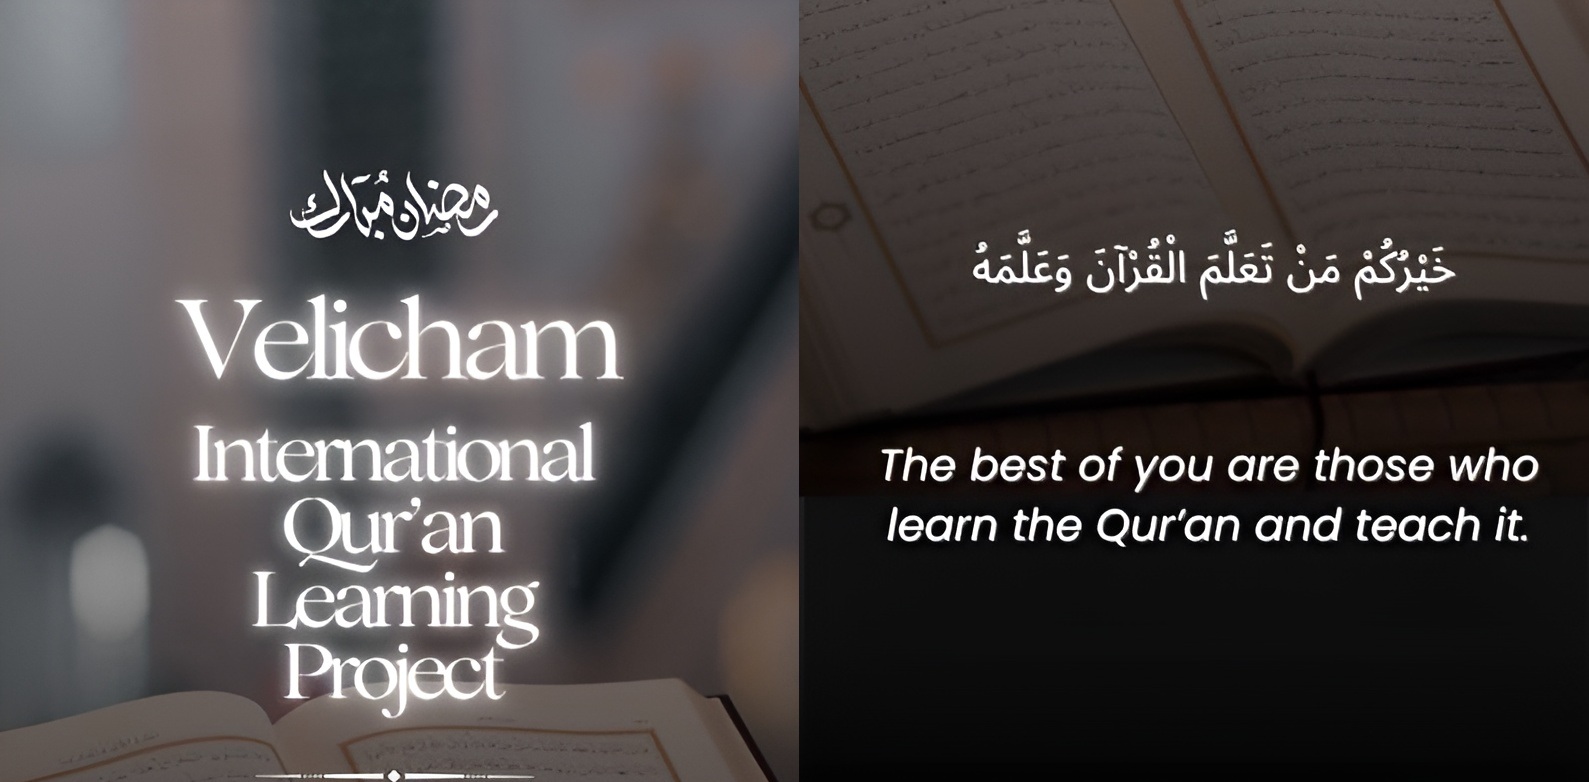 رمضان مُبارك
Velicham
International
Qur’an
Learning
Project
خَيْرُكُمْ مَنْ تَعَلَّمَ الْقُرْآنَ وَعَلَّمَهُ
The best of you are those who
learn the Qur’an and teach it.